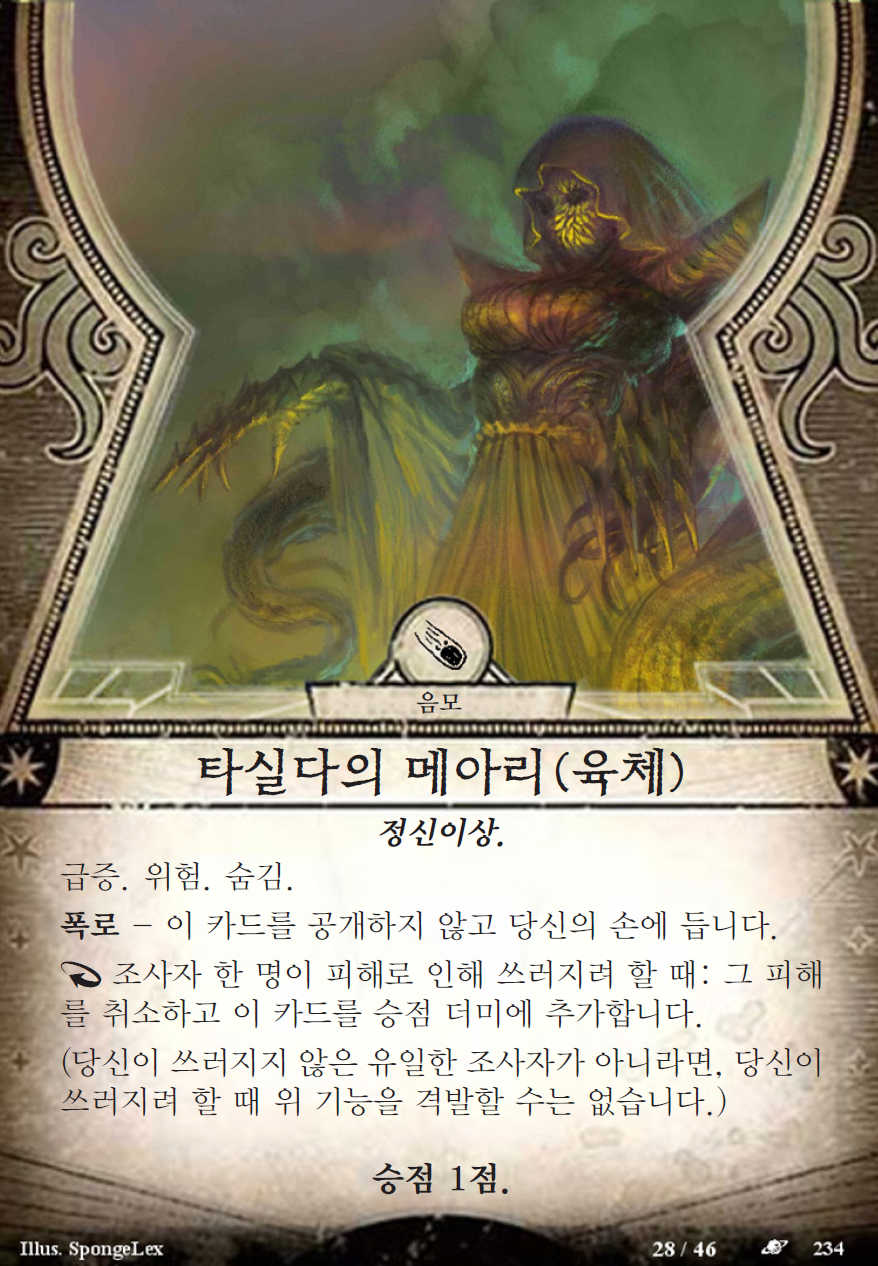 음모
타실다의 메아리(육체)
정신이상.
급증. 위험. 숨김.
폭로 – 이 카드를 공개하지 않고 당신의 손에 듭니다.
조사자 한 명이 피해로 인해 쓰러지려 할 때: 그 피해
를 취소하고 이 카드를 승점 더미에 추가합니다.
(당신이 쓰러지지 않은 유일한 조사자가 아니라면, 당신이
쓰러지려 할 때 위 기능을 격발할 수는 없습니다.)
승점 1점.
Illus. SpongeLex 28 / 46 234